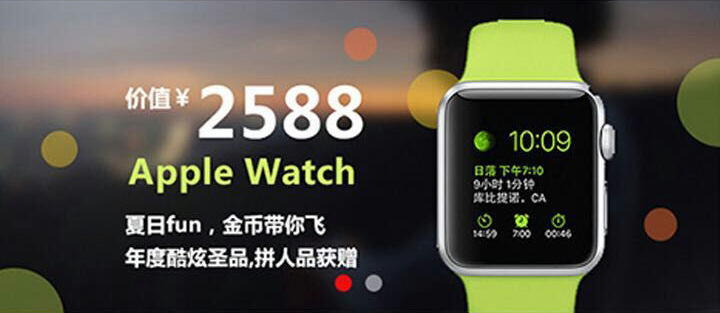 价值￥2588
Apple Watch
夏日fun，金币带你飞
年度酷炫圣品,拼人品获赠
10:09
日落 下午7:10
9小时 1分钟
库比提诺，CA
14:59 7:00 00:46